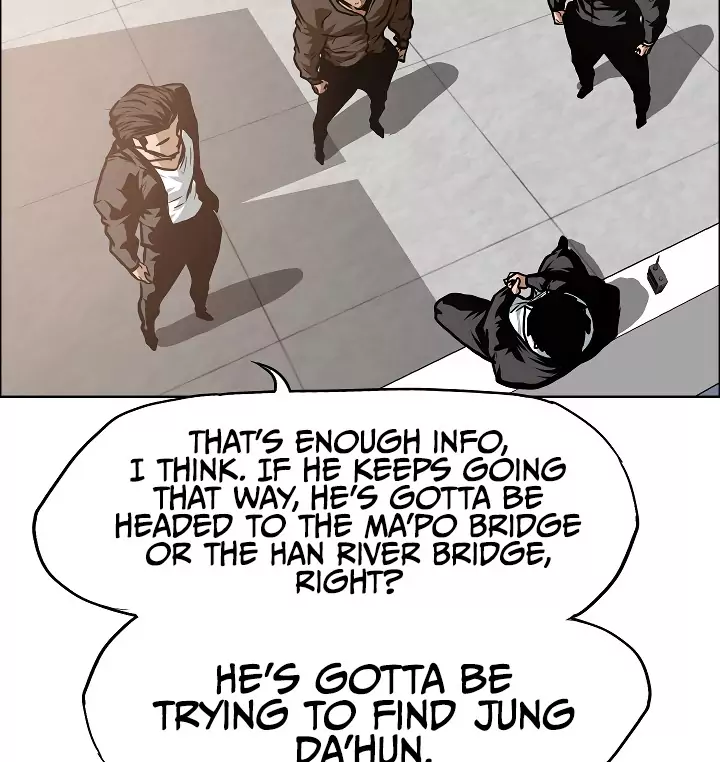 THAT'S ENOUGH INFO,
I THINK. IF HE KEEPS GOING
THAT WAY, HE'S GOTTA BE
HEADED TO THE MA'PO BRIDGE
OR THE HAN RIVER BRIDGE,
RIGHT?
HE'S GOTTA BE
TRYING TO FIND JUNG
DA'HUN.